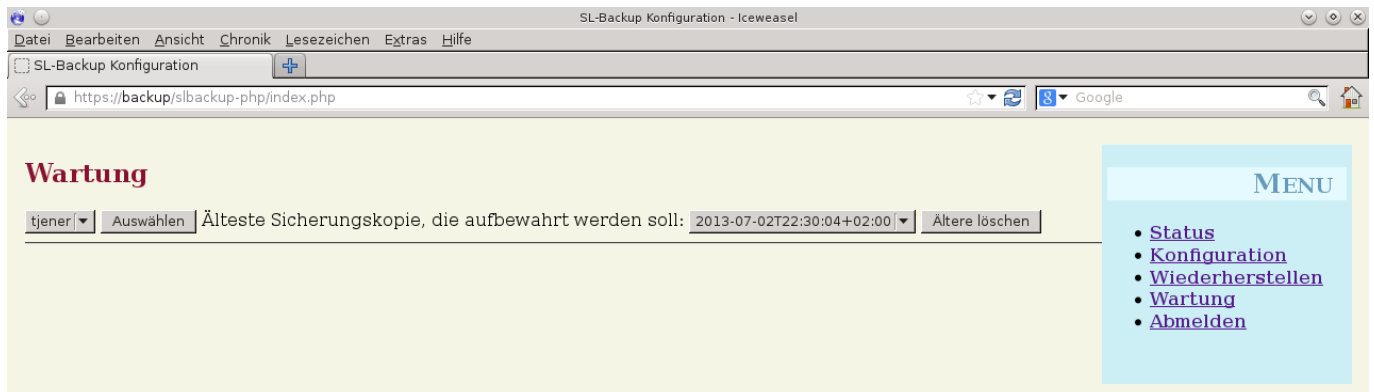 SL-Backup Konfiguration - Iceweasel
Datei Bearbeiten Ansicht Chronik Lesezeichen Extras Hilfe
SL-Backup Konfiguration
https://backup/slbackup-php/index.php
8 Google
Wartung
tjener Auswählen Älteste Sicherungskopie, die aufbewahrt werden soll: 2013-07-02T22:30:04+02:00 Ältere löschen
MENU
• Status
• Konfiguration
• Wiederherstellen
• Wartung
• Abmelden